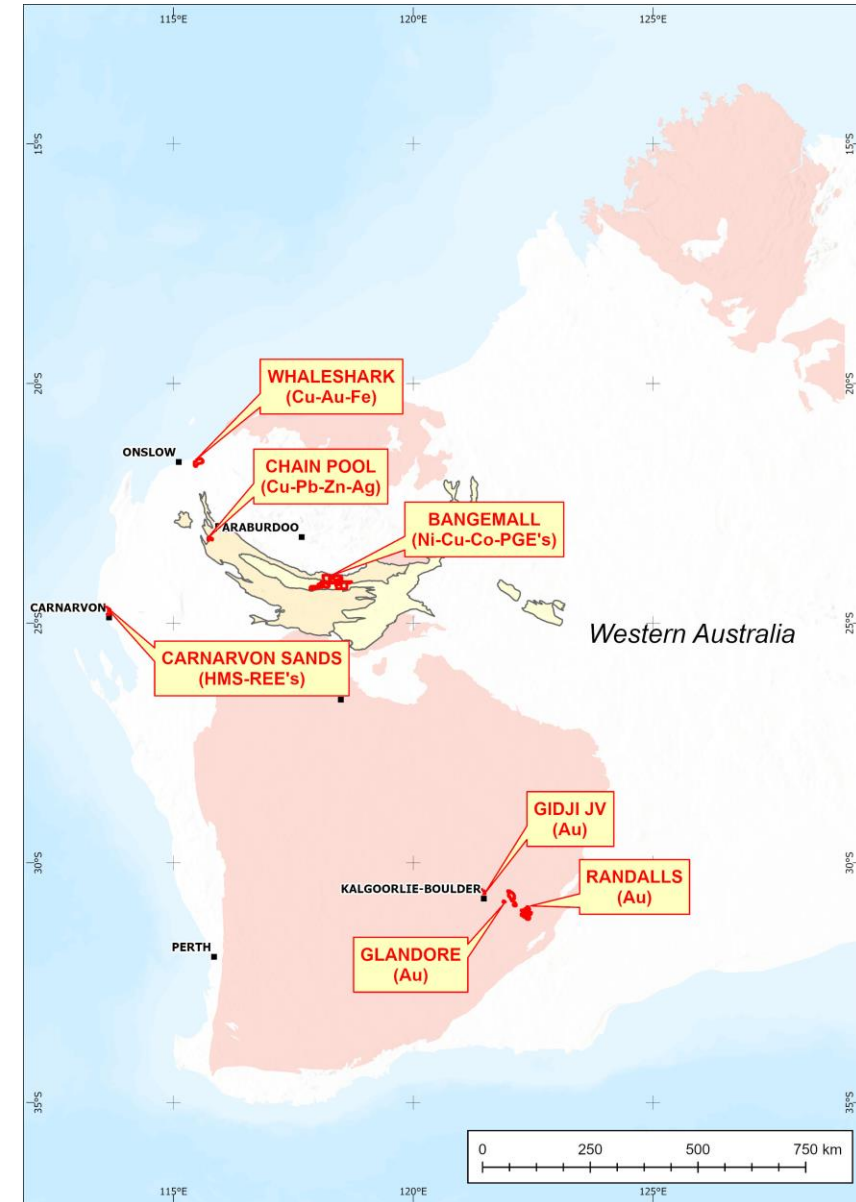 115°E
120°E
125°E
15°S
15°S
20°S
20°S
WHALESHARK
(Cu-Au-Fe)
ONSLOW
CHAIN POOL
(Cu-Pb-Zn-Ag)
ARABURDOO
BANGEMALL
(Ni-Cu-Co-PGE's)
CARNARVON
25°S
25°S
Western Australia
CARNARVON SANDS
(HMS-REE's)
GIDJI JV
(Au)
30°S
30°S
KALGOORLIE-BOULDER
RANDALLS
(Au)
PERTH
GLANDORE
(Au)
35°S
35°S
0 250 500 750 km
115°E
120°E
125°E